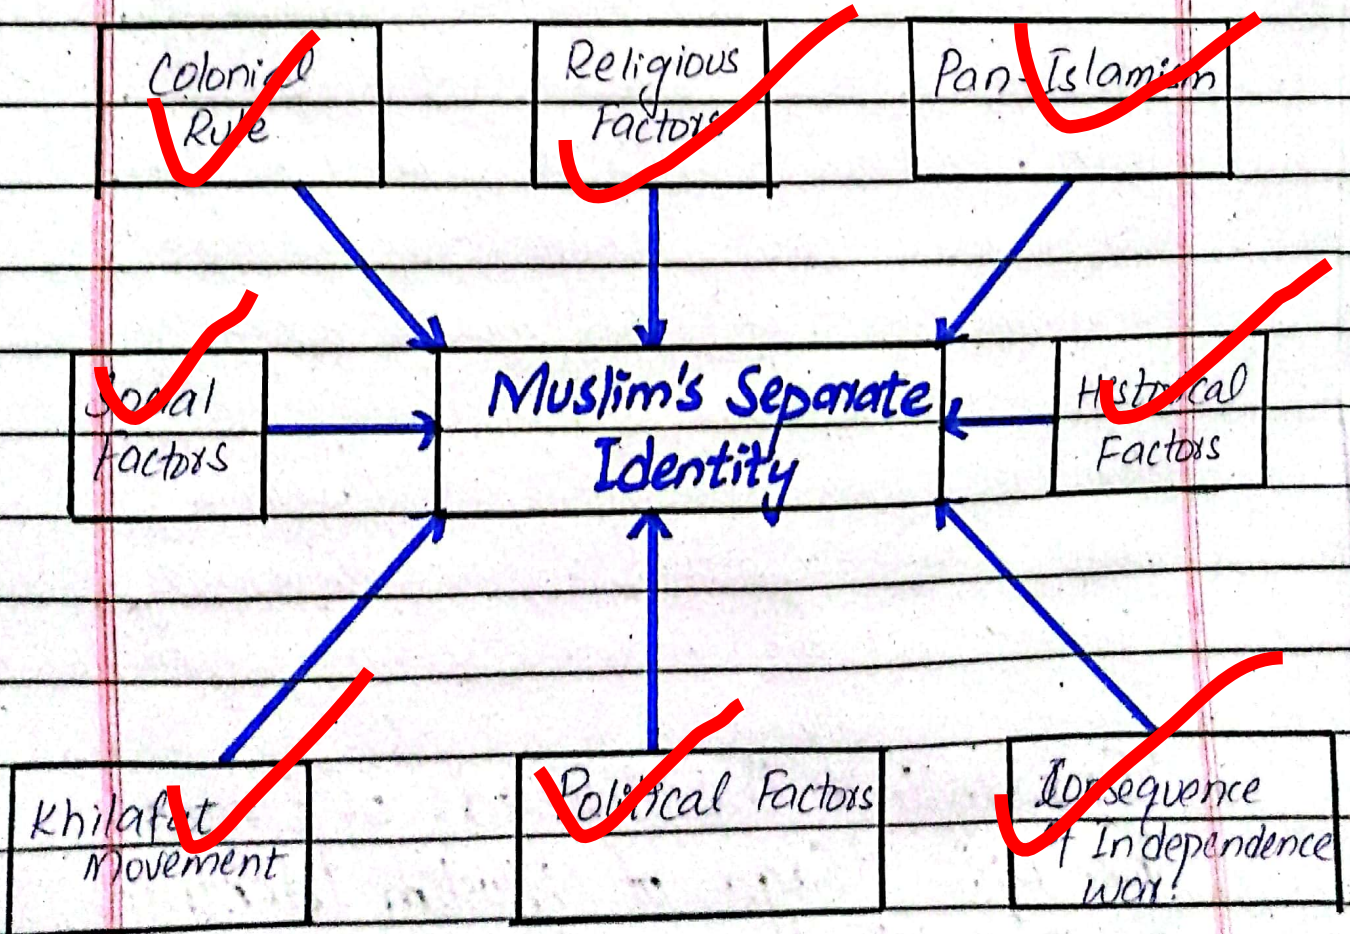 Colonial
Rule
Religious
Factors
Pan-Islamism
Social
Factors
Muslim's Separate
Identity
Historical
Factors
Khilafat
Movement
Political Factors
Consequence
of Independence
war.